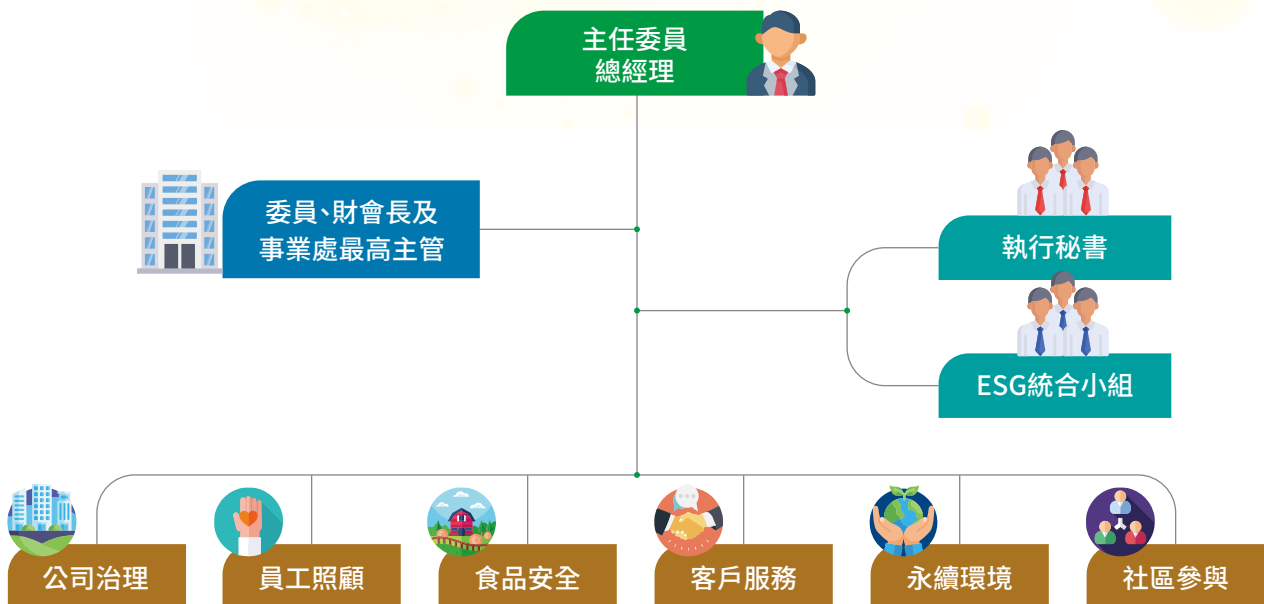 主任委員
總經理
委員、財會長及
事業處最高主管
執行秘書
ESG統合小組
公司治理
員工照顧
食品安全
客戶服務
永續環境
社區參與